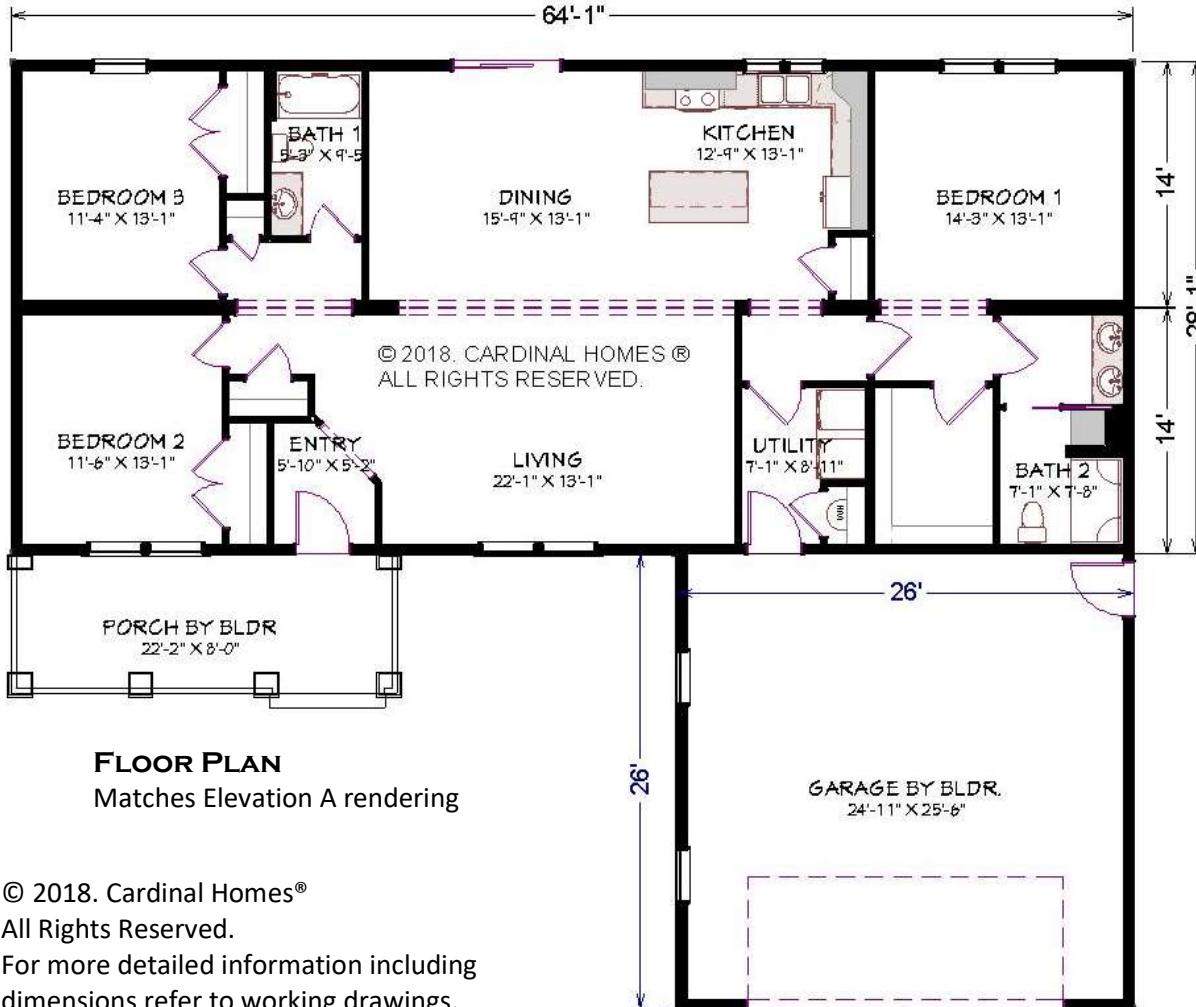 64'-1"
BATH 1
5'-3" X 9'-5
KITCHEN
12'-9" X 13'-1"
BEDROOM 3
11'-4" X 13'-1"
DINING
15'-9" X 13'-1"
BEDROOM 1
14'-3" X 13'-1"
14'
28'-1"
© 2018. CARDINAL HOMES ®
ALL RIGHTS RESERVED.
BEDROOM 2
11'-6" X 13'-1"
ENTRY
5'-10" X 5'-2"
LIVING
22'-1" X 13'-1"
UTILITY
7'-1" X 8'-11"
BATH 2
7'-1" X 7'-8"
14'
26'
PORCH BY BLDR
22'-2" X 8'-0"
FLOOR PLAN
Matches Elevation A rendering
26'
GARAGE BY BLDR.
24'-11" X 25'-6"
© 2018. Cardinal Homes®
All Rights Reserved.
For more detailed information including
dimensions refer to working drawings.